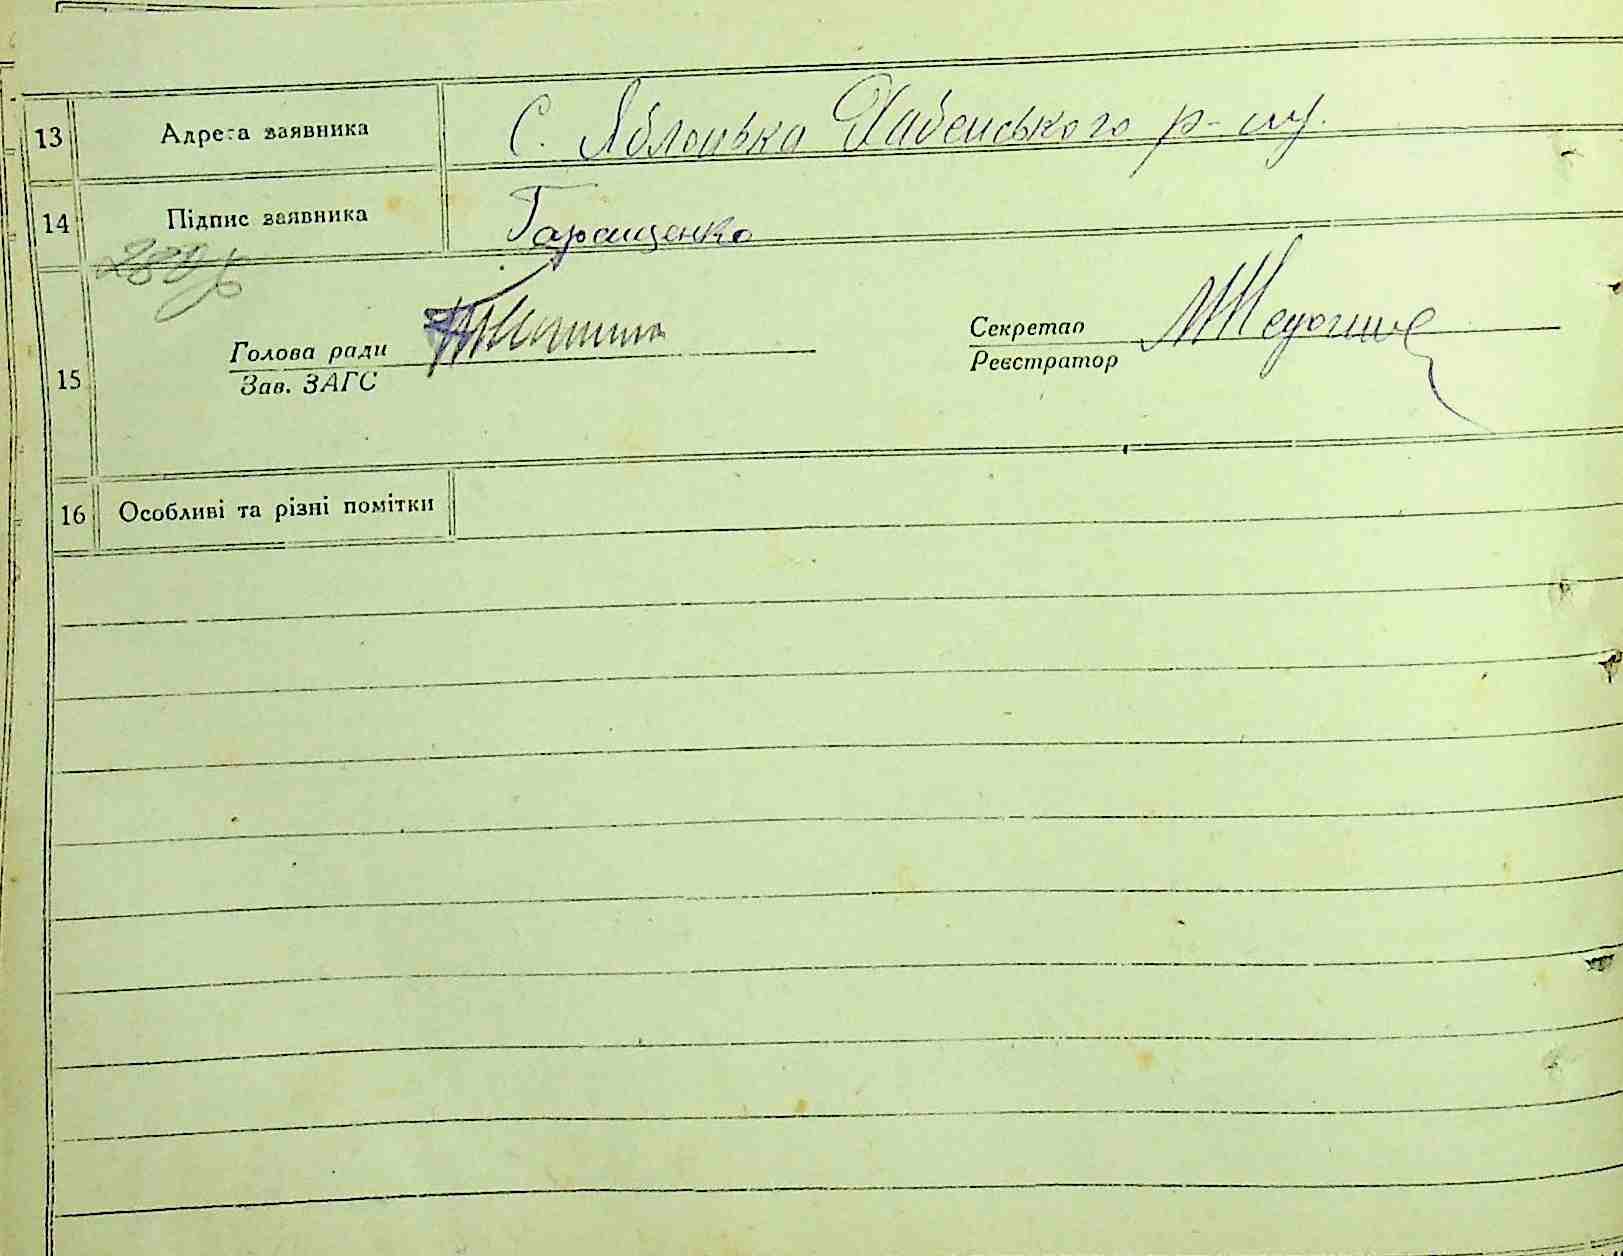 13 Адреса заявника С. Яблонька Хабенського р-ну.
14 Підпис заявника Гаращенко
15
Голова ради Секретар
Зав. ЗАГС Реєстратор
16 Особливі та різні помітки